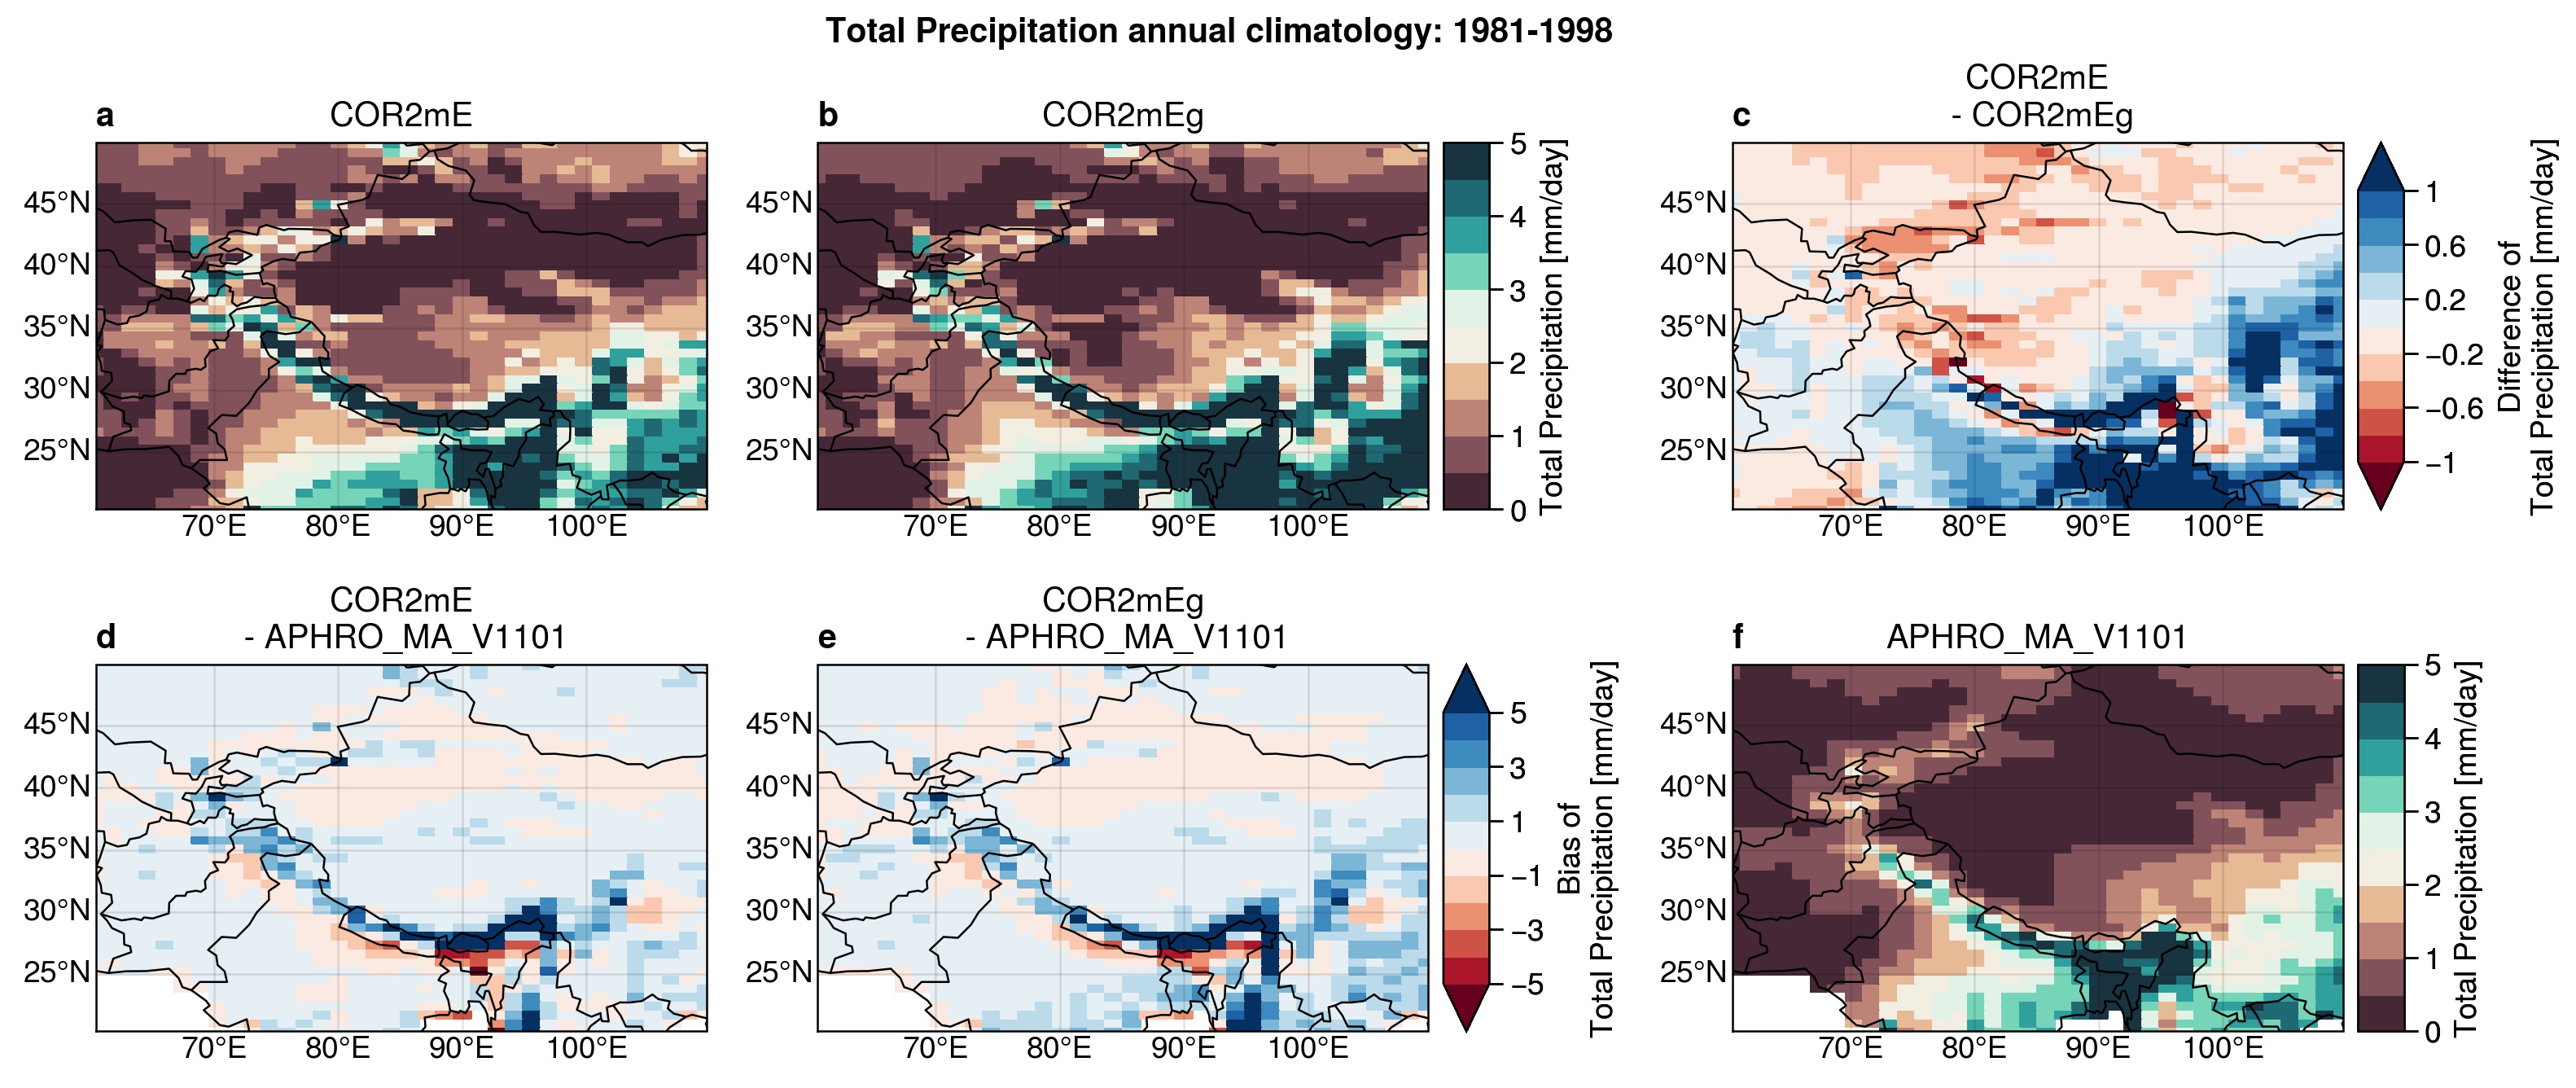 Total Precipitation annual climatology: 1981-1998
a
COR2mE
45°N
40°N
35°N
30°N
25°N
70°E
80°E
90°E
100°E
b
COR2mEg
45°N
40°N
35°N
30°N
25°N
70°E
80°E
90°E
100°E
5
4
3
2
1
0
Total Precipitation [mm/day]
c
COR2mE
- COR2mEg
45°N
40°N
35°N
30°N
25°N
70°E
80°E
90°E
100°E
1
0.6
0.2
−0.2
−0.6
−1
Difference of
Total Precipitation [mm/day]
d
COR2mE
- APHRO_MA_V1101
45°N
40°N
35°N
30°N
25°N
70°E
80°E
90°E
100°E
e
COR2mEg
- APHRO_MA_V1101
45°N
40°N
35°N
30°N
25°N
70°E
80°E
90°E
100°E
5
3
1
−1
−3
−5
Bias of
Total Precipitation [mm/day]
f
APHRO_MA_V1101
45°N
40°N
35°N
30°N
25°N
70°E
80°E
90°E
100°E
5
4
3
2
1
0
Total Precipitation [mm/day]